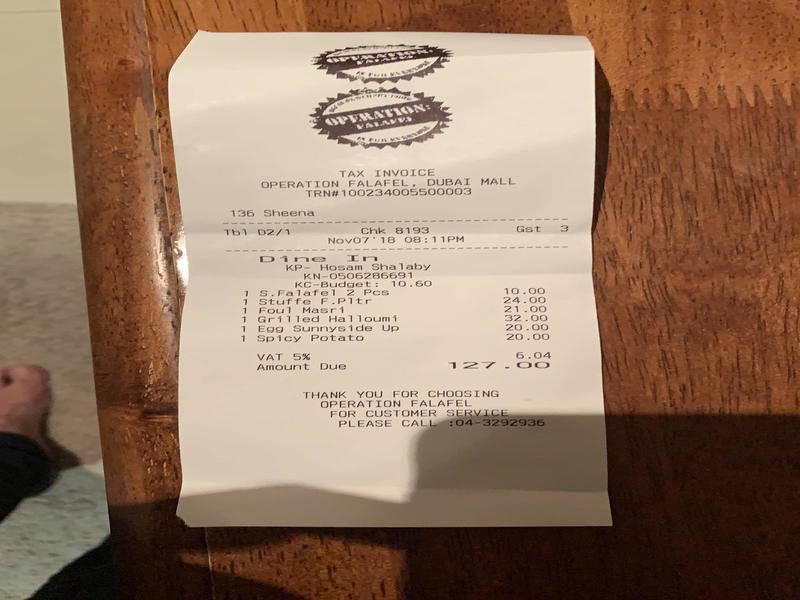 OPERATION:
FALAFEL
OPERATION:
FALAFEL
TAX INVOICE
OPERATION FALAFEL, DUBAI MALL
TRN#100234005500003
136 Sheena
Tbl D2/1 Chk 8193 Gst 3
Nov07'18 08:11PM
Dine In
KP- Hosam Shalaby
KN-0506286691
KC-Budget: 10.60
1 S.Falafel 2 Pcs 10.00
1 Stuffe F.Pltr 24.00
1 Foul Masri 21.00
1 Grilled Halloumi 32.00
1 Egg Sunnyside Up 20.00
1 Spicy Potato 20.00
VAT 5% 6.04
Amount Due 127.00
THANK YOU FOR CHOOSING
OPERATION FALAFEL
FOR CUSTOMER SERVICE
PLEASE CALL :04-3292936